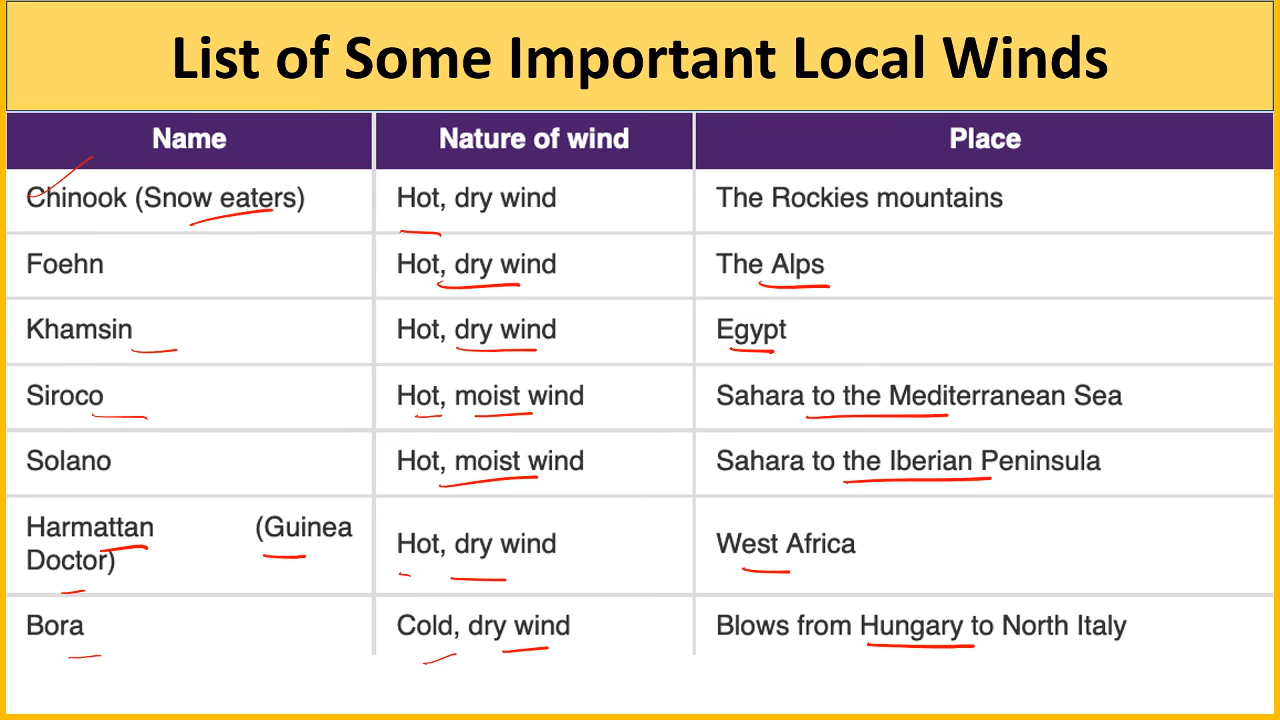 List of Some Important Local Winds
Name Nature of wind Place
Chinook (Snow eaters) Hot, dry wind The Rockies mountains
Foehn Hot, dry wind The Alps
Khamsin Hot, dry wind Egypt
Siroco Hot, moist wind Sahara to the Mediterranean Sea
Solano Hot, moist wind Sahara to the Iberian Peninsula
Harmattan (Guinea
Doctor) Hot, dry wind West Africa
Bora Cold, dry wind Blows from Hungary to North Italy